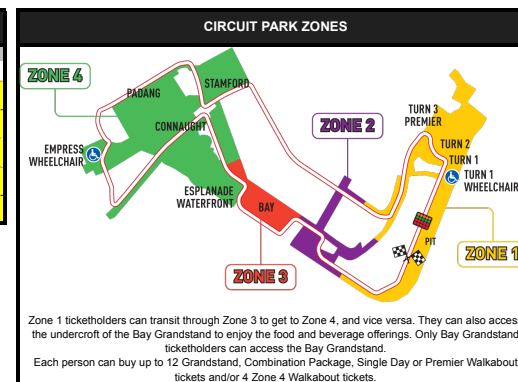 CIRCUIT PARK ZONES
ZONE 4
PADANG
STAMFORD
CONNAUGHT
EMPRESS
WHEELCHAIR
ESPLANADE
WATERFRONT
BAY
ZONE 3
ZONE 2
TURN 3
PREMIER
TURN 2
TURN 1
TURN 1
WHEELCHAIR
PIT
ZONE 1
Zone 1 ticketholders can transit through Zone 3 to get to Zone 4, and vice versa. They can also access
the undercroft of the Bay Grandstand to enjoy the food and beverage offerings. Only Bay Grandstand
ticketholders can access the Bay Grandstand.
Each person can buy up to 12 Grandstand, Combination Package, Single Day or Premier Walkabout
tickets and/or 4 Zone 4 Walkabout tickets.